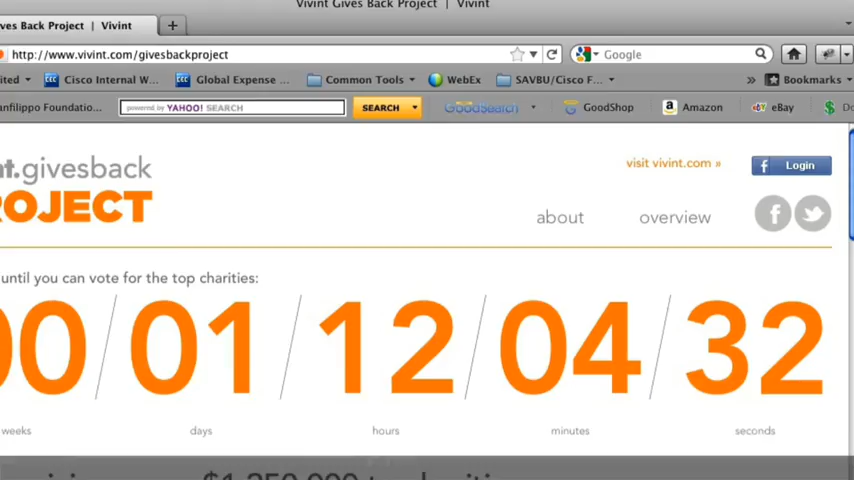 Vivint Gives Back Project | Vivint
ves Back Project | Vivint
http://www.vivint.com/givesbackproject
Google
ited
Cisco Internal W...
Global Expense ...
Common Tools
WebEx
SAVBU/Cisco F...
Bookmarks
anfilippo Foundatio...
powered by YAHOO! SEARCH
SEARCH
GoodSearch
GoodShop
Amazon
eBay
nt.givesback
ROJECT
visit vivint.com »
f Login
about
overview
until you can vote for the top charities:
00 / 01 / 12 / 04 / 32
weeks
days
hours
minutes
seconds